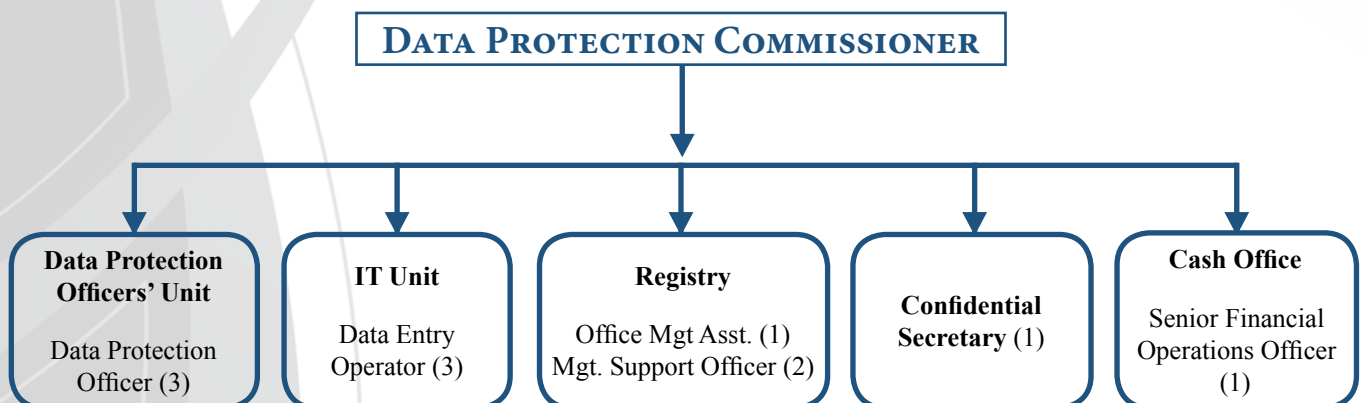 DATA PROTECTION COMMISSIONER
Data Protection
Officers’ Unit
Data Protection
Officer (3)
IT Unit
Data Entry
Operator (3)
Registry
Office Mgt Asst. (1)
Mgt. Support Officer (2)
Confidential
Secretary (1)
Cash Office
Senior Financial
Operations Officer
(1)